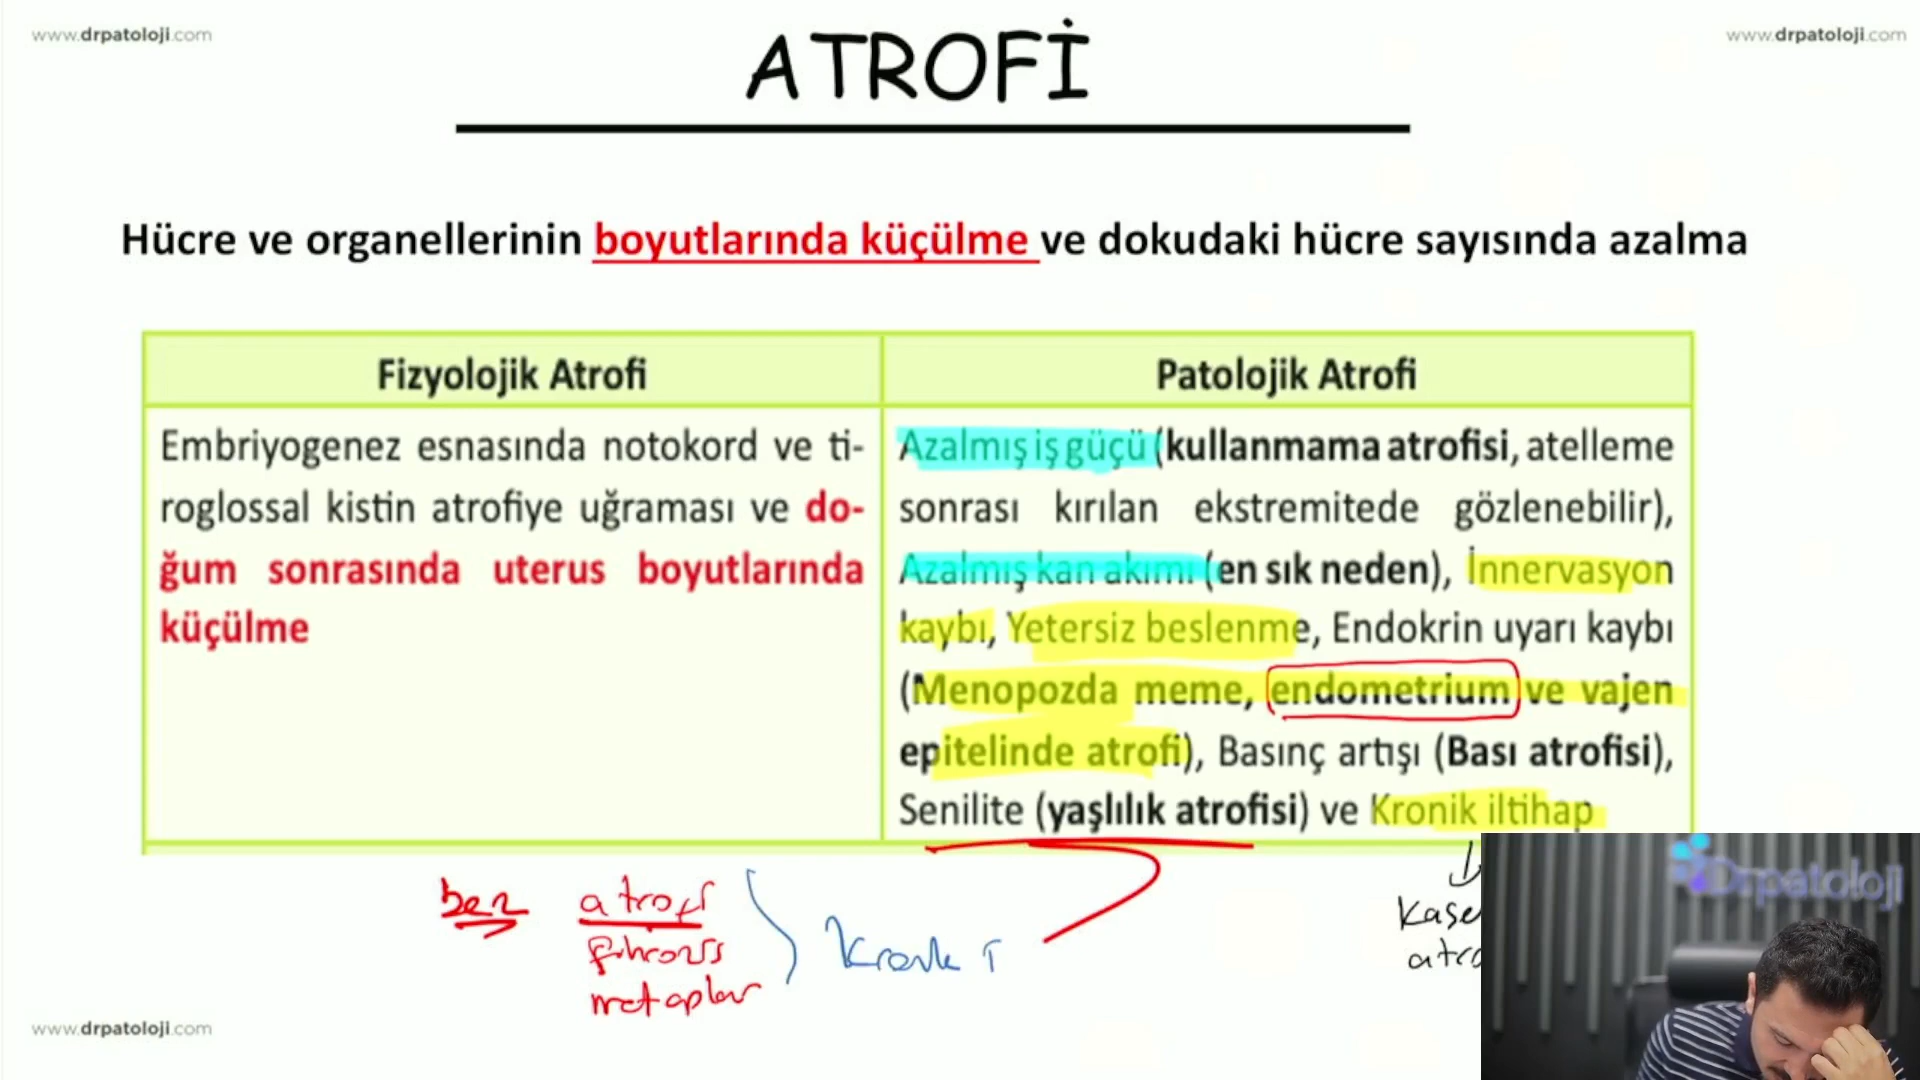 www.drpatoloji.com
ATROFİ
www.drpatoloji.com
Hücre ve organellerinin boyutlarında küçülme ve dokudaki hücre sayısında azalma
Fizyolojik Atrofi
Embriyogenez esnasında notokord ve ti-
roglossal kistin atrofiye uğraması ve do-
ğum sonrasında uterus boyutlarında
küçülme
Patolojik Atrofi
Azalmış iş güçü (kullanmama atrofisi, atelleme
sonrası kırılan ekstremitede gözlenebilir),
Azalmış kan akımı (en sık neden), İnnervasyon
kaybı, Yetersiz beslenme, Endokrin uyarı kaybı
(Menopozda meme, endometrium ve vajen
epitelinde atrofi), Basınç artışı (Bası atrofisi),
Senilite (yaşlılık atrofisi) ve Kronik iltihap
bez
atrofi
metaplaz
Kronik
Kaşe
atro
Drpatoloji
www.drpatoloji.com